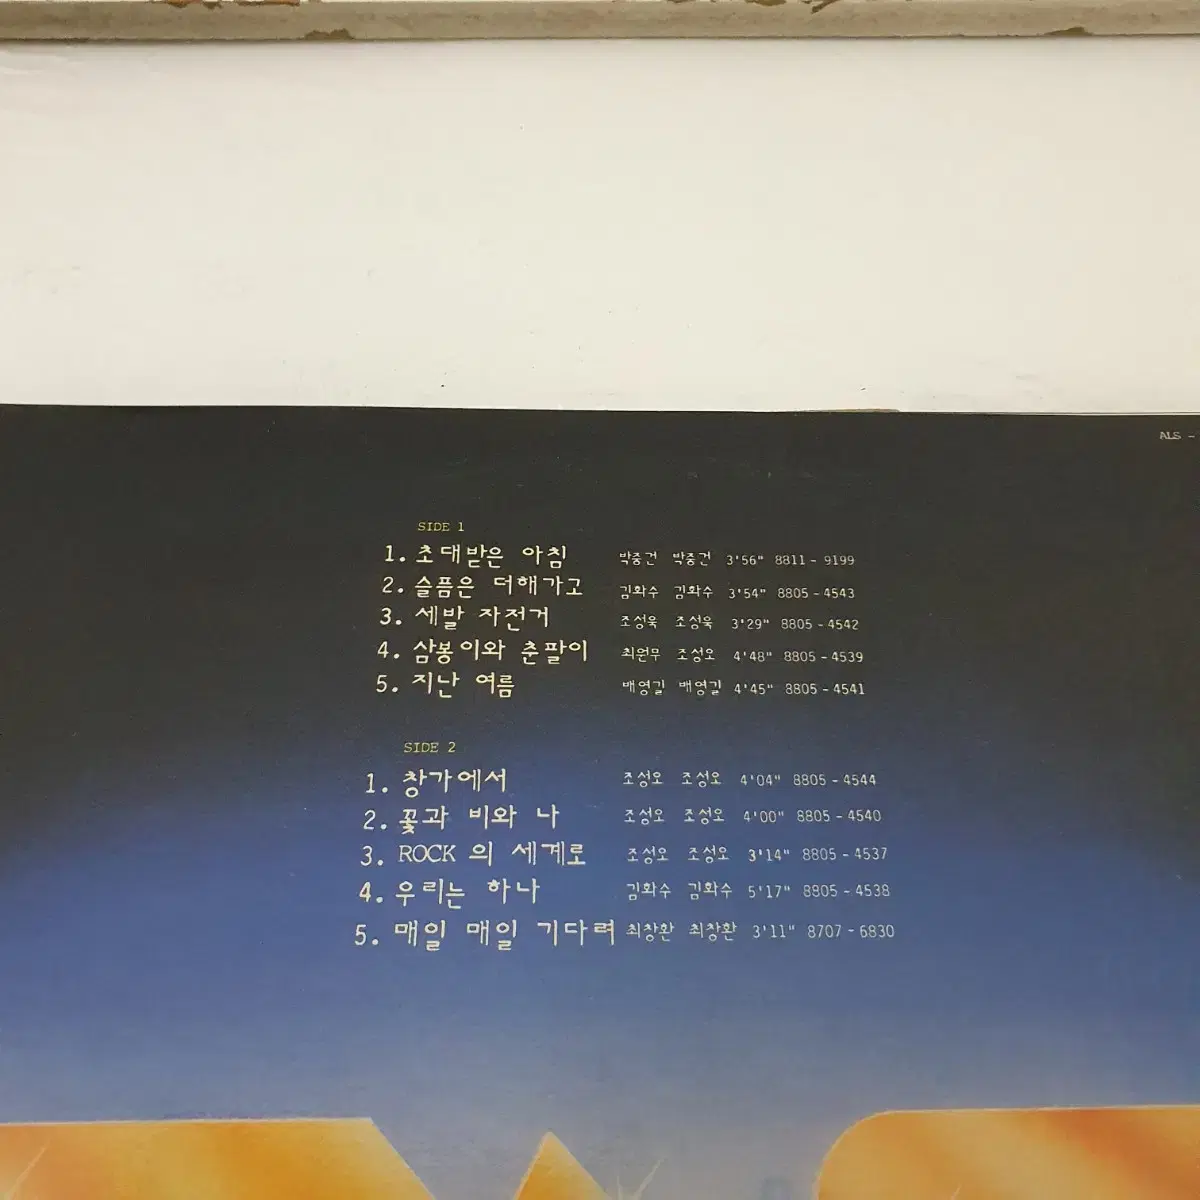 ALS -
SIDE 1
1. 초대받은 아침 박중건 박중건 3'56" 8811 - 9199
2. 슬픔은 더해가고 김화수 김화수 3'54" 8805 - 4543
3. 세발 자전거 조성욱 조성욱 3'29" 8805 - 4542
4. 삼봉이와 춘팔이 최원무 조성오 4'48" 8805 - 4539
5. 지난 여름 배영길 배영길 4'45" 8805 - 4541
SIDE 2
1. 창가에서 조성오 조성오 4'04" 8805 - 4544
2. 꽃과 비와 나 조성오 조성오 4'00" 8805 - 4540
3. ROCK 의 세계로 조성오 조성오 3'14" 8805 - 4537
4. 우리는 하나 김화수 김화수 5'17" 8805 - 4538
5. 매일 매일 기다려 최창환 최창환 3'11" 8707 - 6830